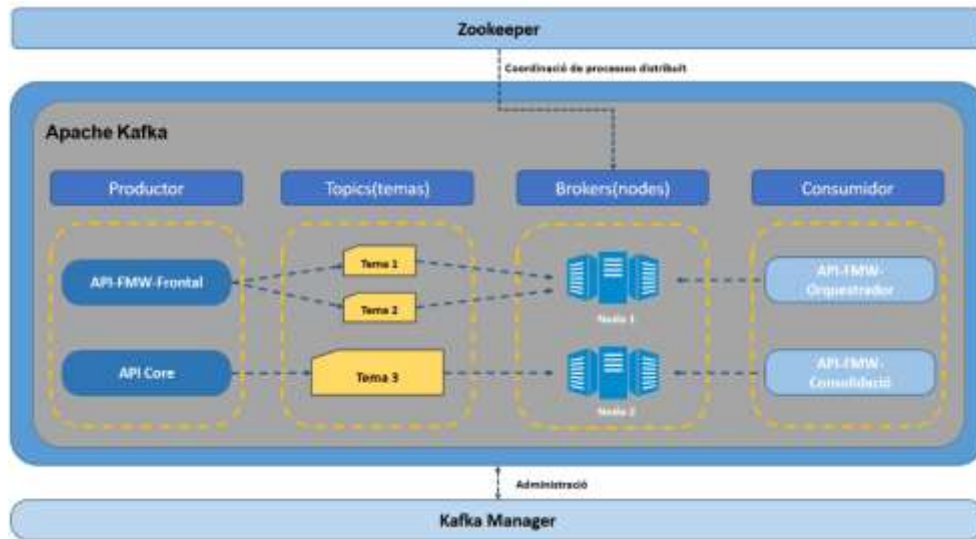 Zookeeper
Coordinació de processos distribuït
Apache Kafka
Productor
Topics(temas)
Brokers(nodes)
Consumidor
API-FMW-Frontal
Tema 1
Tema 2
Node 1
API-FMW-
Orquestrador
API Core
Tema 3
Node 2
API-FMW-
Consolidació
Administració
Kafka Manager